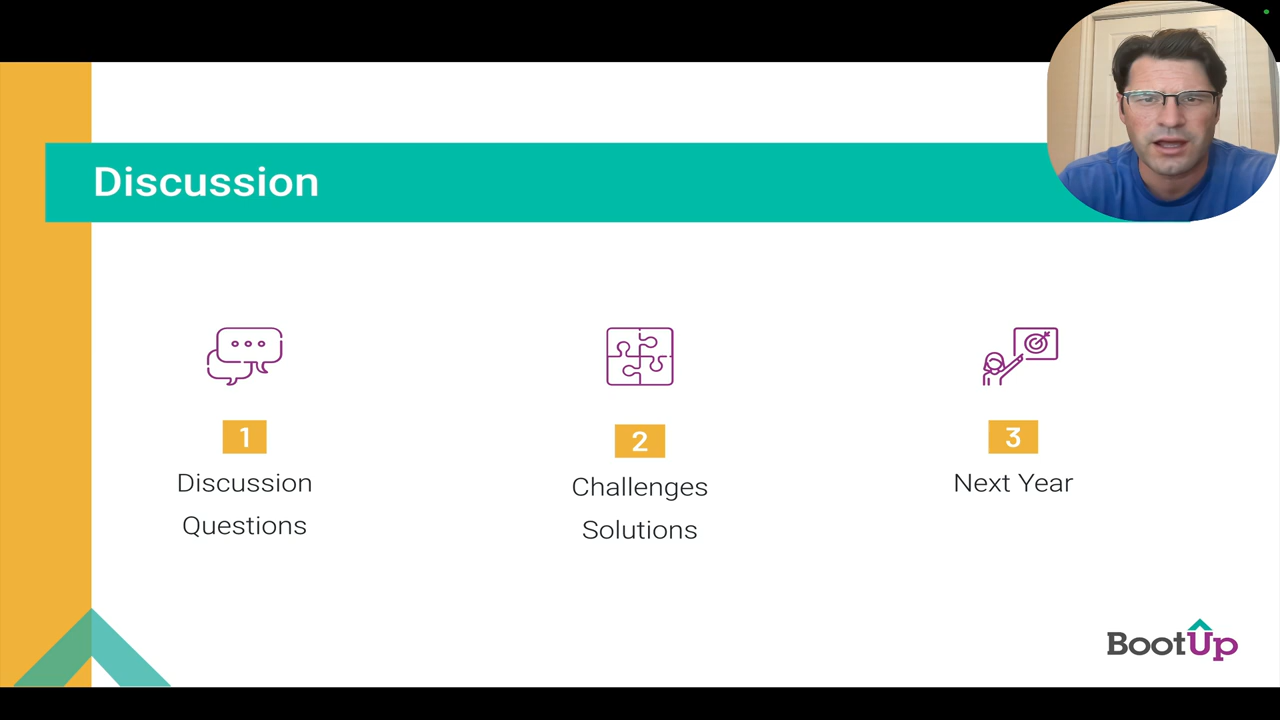 Discussion
1
Discussion
Questions
2
Challenges
Solutions
3
Next Year
BootUp